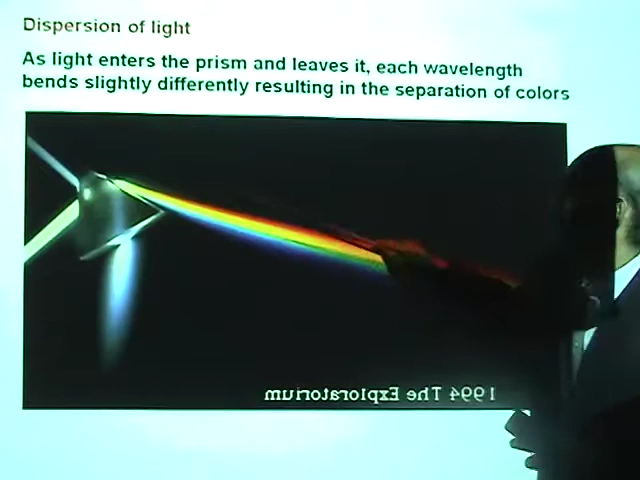 Dispersion of light
As light enters the prism and leaves it, each wavelength
bends slightly differently resulting in the separation of colors
1994 The Exploratorium